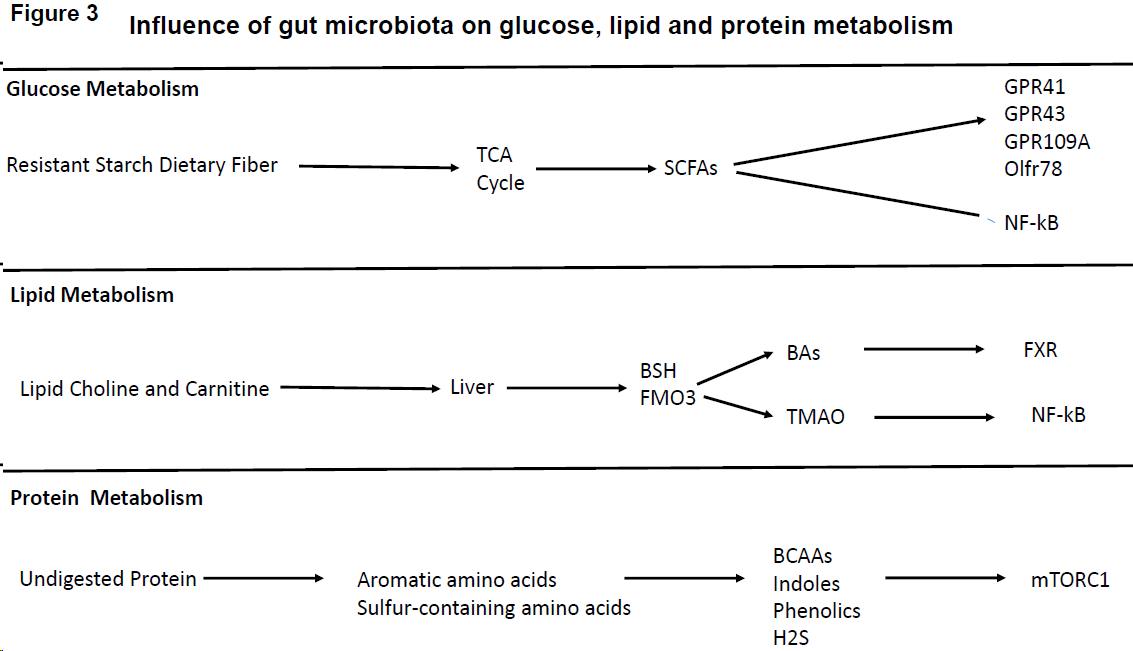 Figure 3
Influence of gut microbiota on glucose, lipid and protein metabolism
Glucose Metabolism
Resistant Starch Dietary Fiber
TCA
Cycle
SCFAs
GPR41
GPR43
GPR109A
Olfr78
NF-kB
Lipid Metabolism
Lipid Choline and Carnitine
Liver
BSH
FMO3
BAs
FXR
TMAO
NF-kB
Protein  Metabolism
Undigested Protein
Aromatic amino acids
Sulfur-containing amino acids
BCAAs
Indoles
Phenolics
H2S
mTORC1